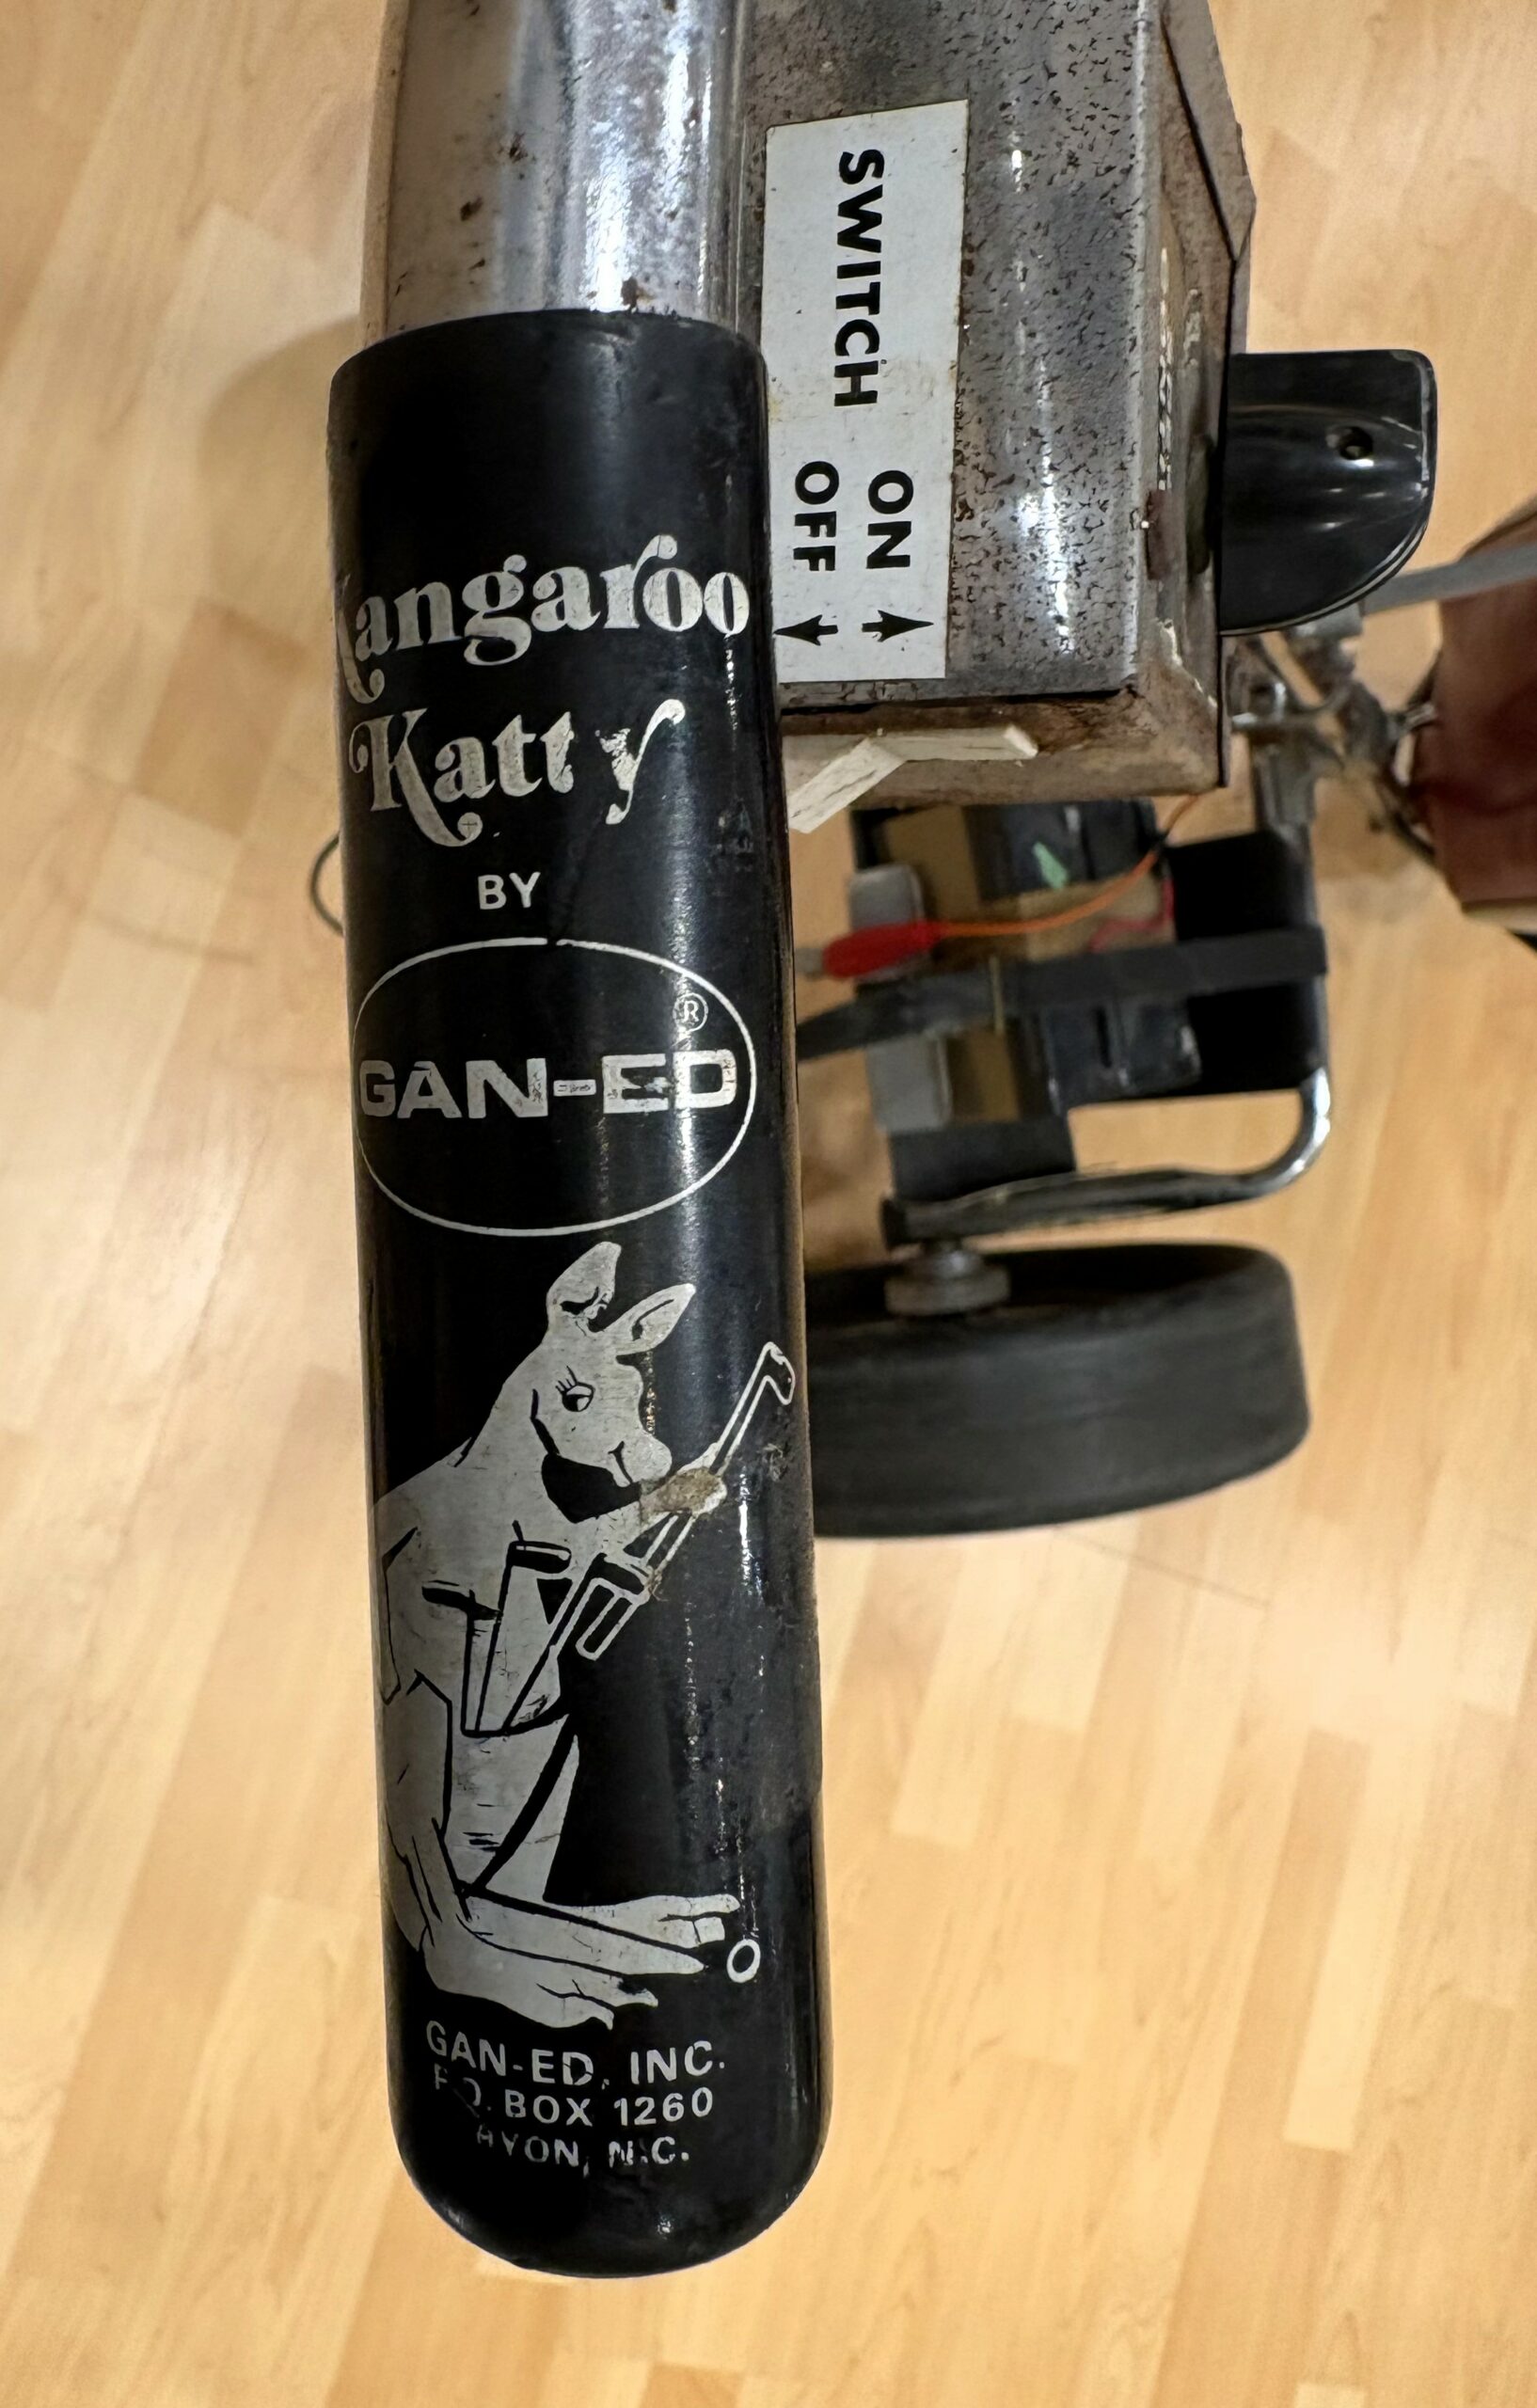 SWITCH ON ↑
OFF ↓
Kangaroo
Katty
BY
GAN-ED®
GAN-ED, INC.
P.O. BOX 1260
TRYON, N.C.